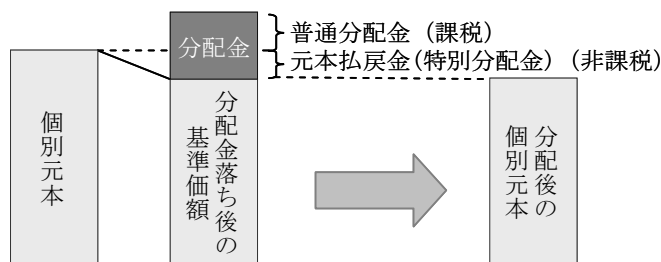 分配金
普通分配金（課税）
元本払戻金(特別分配金)（非課税）
個別元本
分配金落ち後の
基準価額
分配後の
個別元本